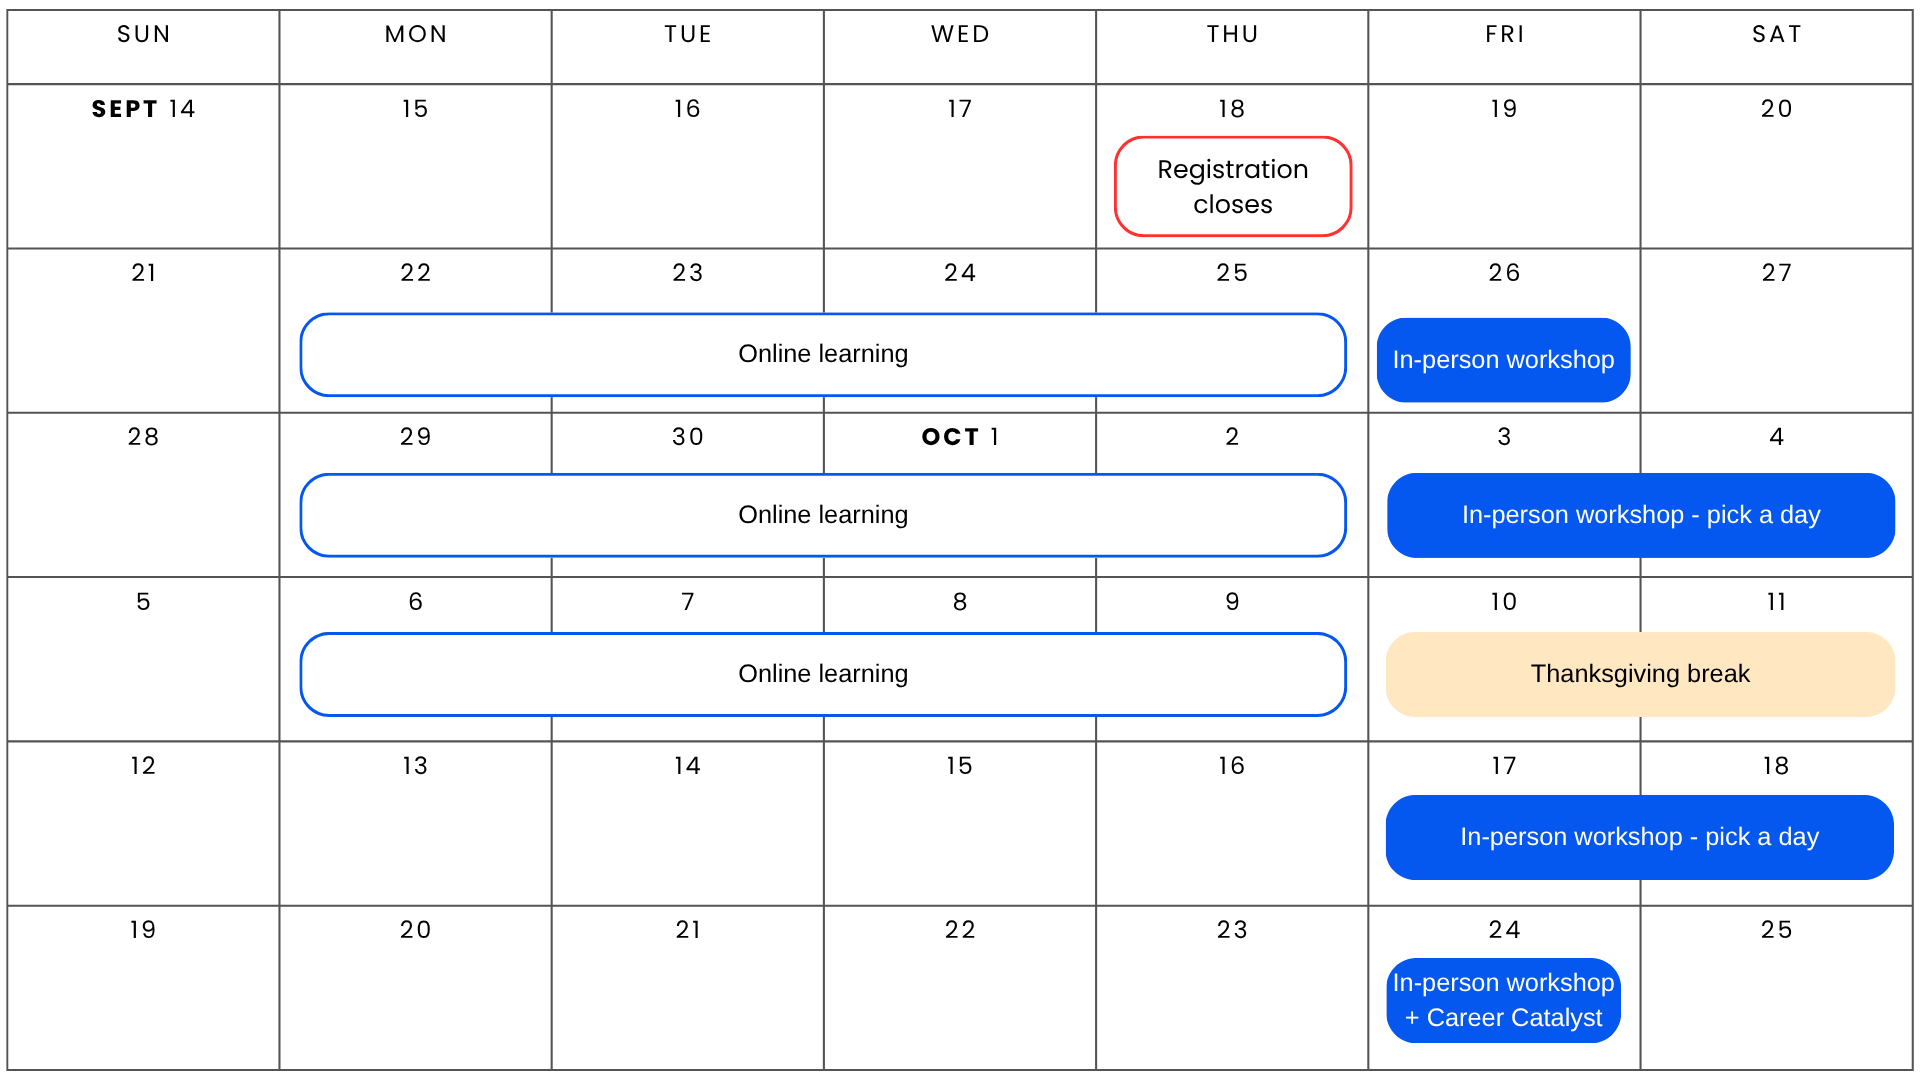 SUN MON TUE WED THU FRI SAT
SEPT 14 15 16 17 18 19 20
Registration
closes
21 22 23 24 25 26 27
Online learning In-person workshop
28 29 30 OCT 1 2 3 4
Online learning In-person workshop - pick a day
5 6 7 8 9 10 11
Online learning Thanksgiving break
12 13 14 15 16 17 18
In-person workshop - pick a day
19 20 21 22 23 24 25
In-person workshop
+ Career Catalyst